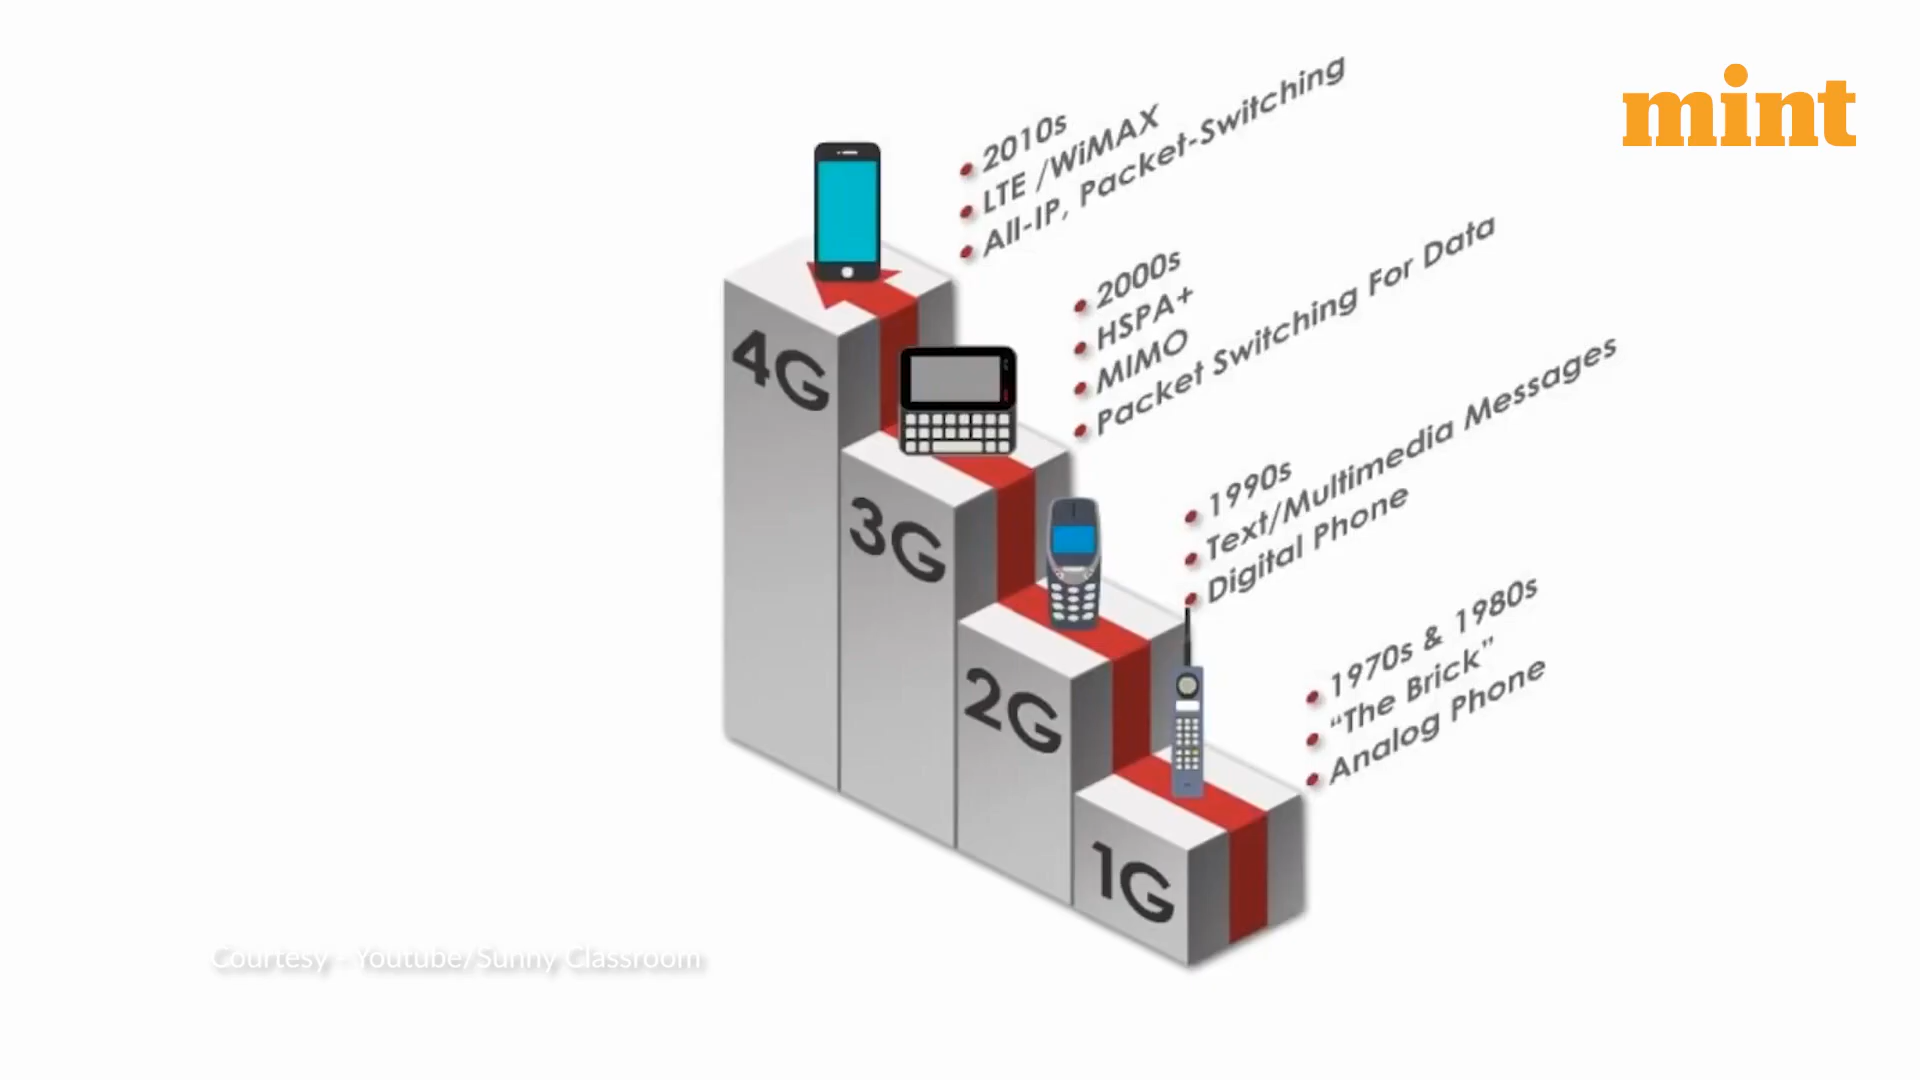 mint
2010s
LTE /WiMAX
All-IP, Packet-Switching
4G
2000s
HSPA+
MIMO
Packet Switching For Data
3G
1990s
Text/Multimedia Messages
Digital Phone
2G
1970s & 1980s
“The Brick”
Analog Phone
1G
Courtesy - Youtube/Sunny Classroom